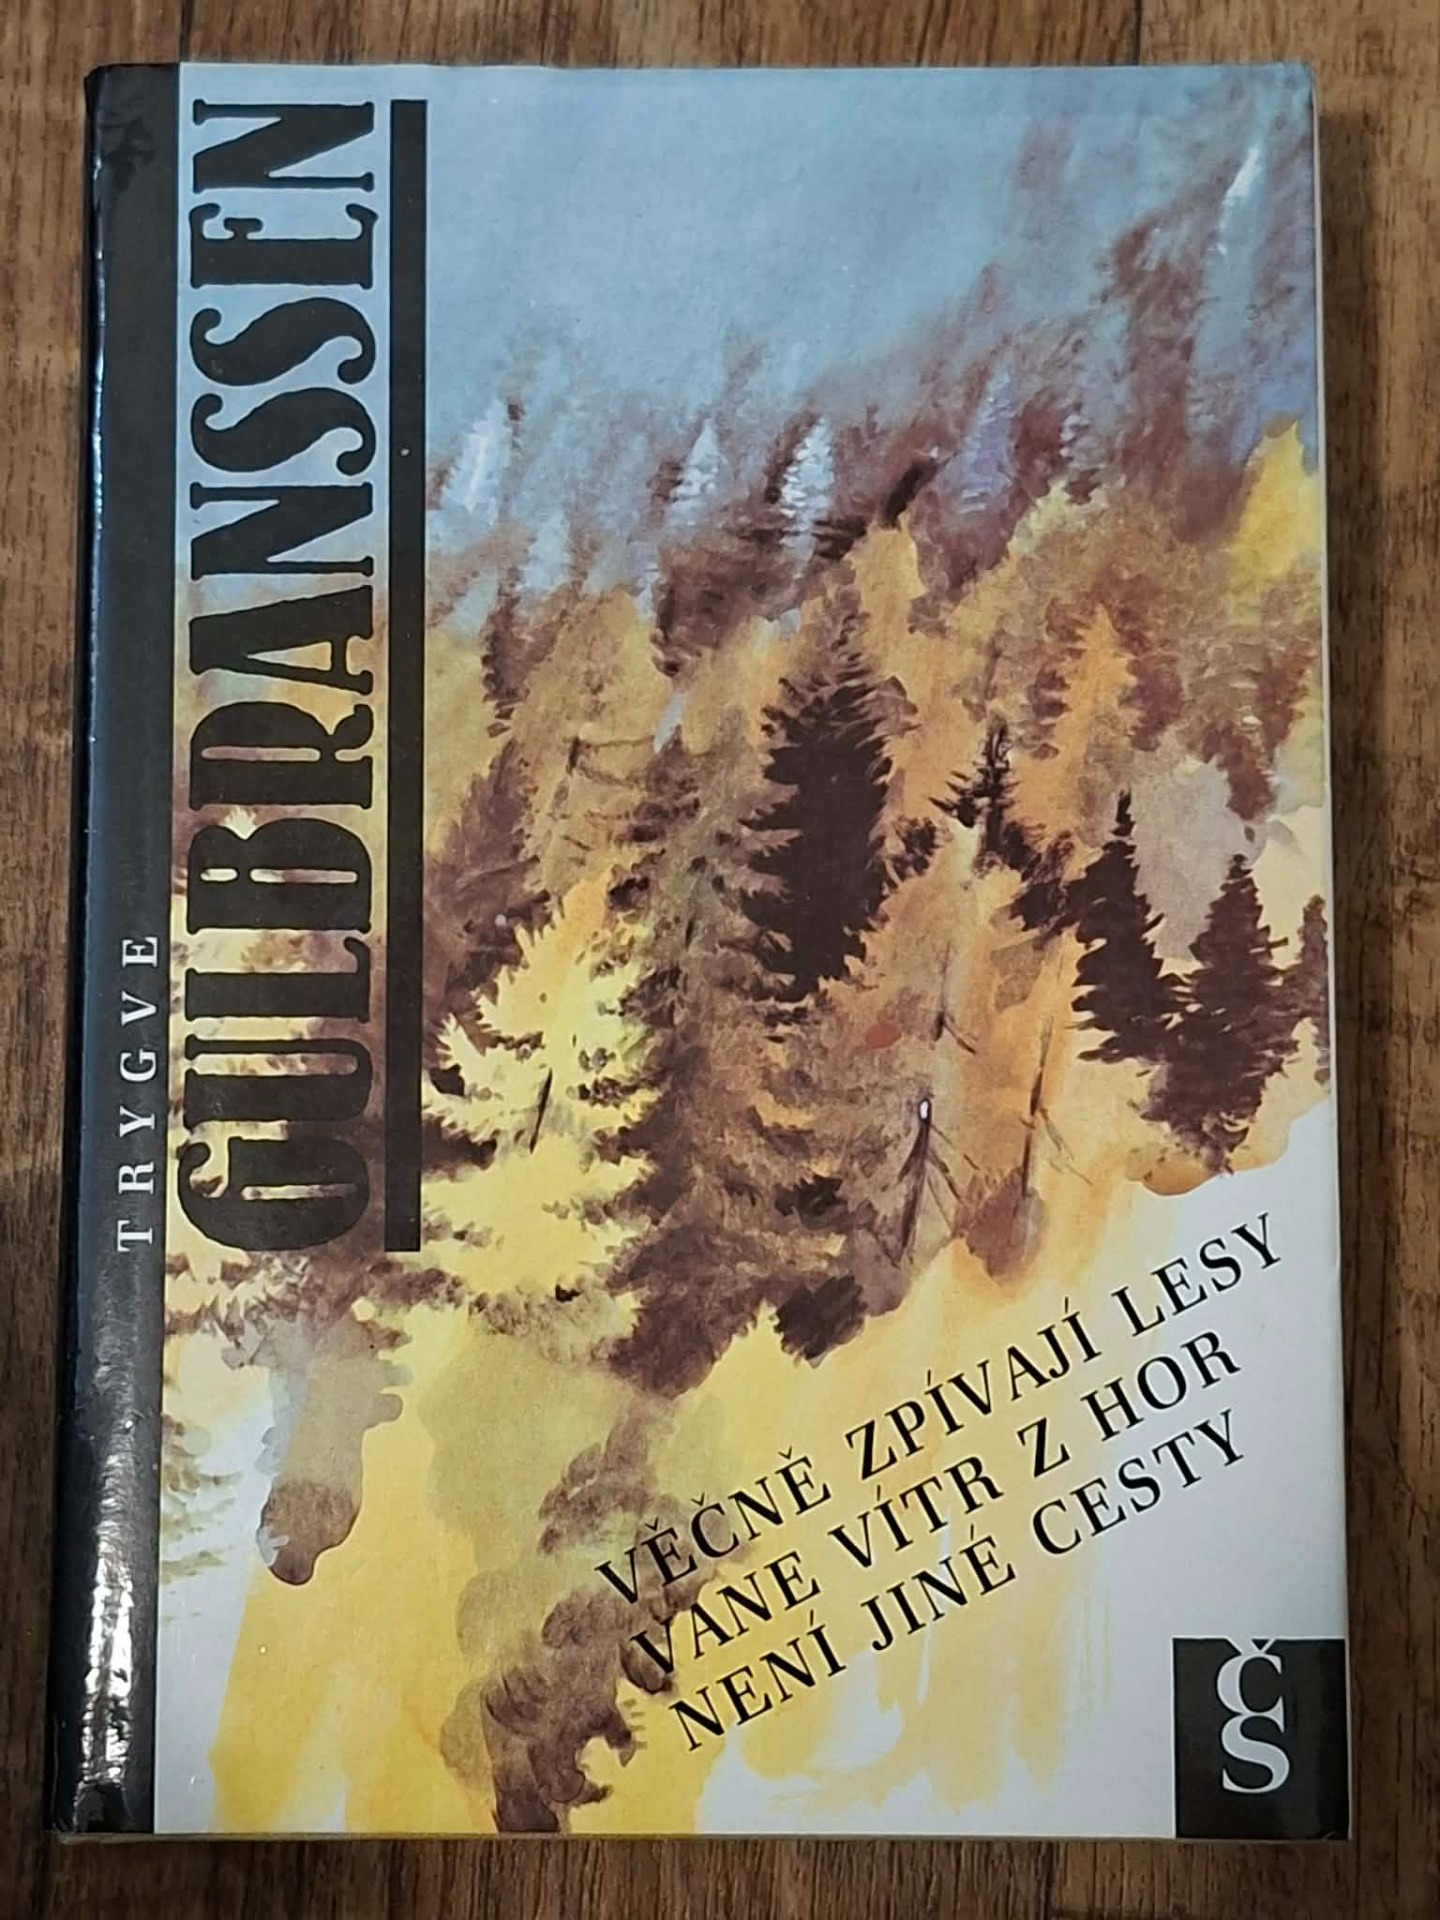 TRYGVE
GULBRANSSEN
VĚČNĚ ZPÍVAJÍ LESY
VANE VÍTR Z HOR
NENÍ JINÉ CESTY
ČS